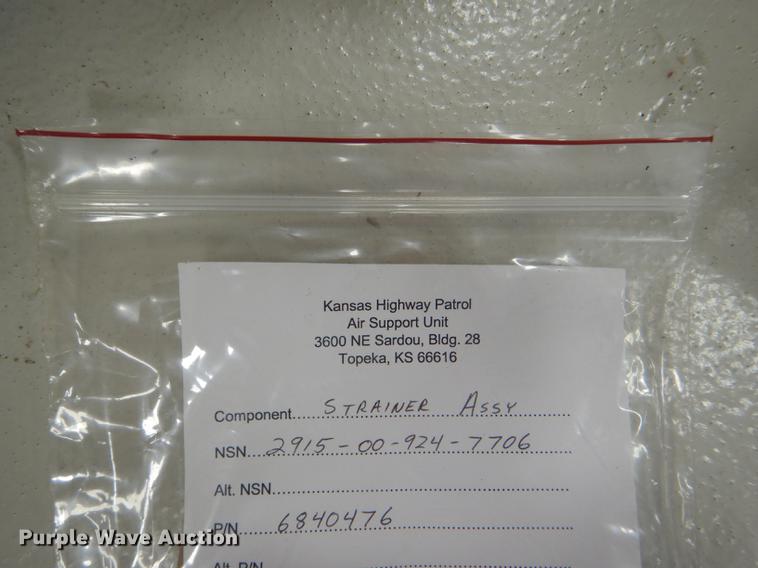 Kansas Highway Patrol
Air Support Unit
3600 NE Sardou, Bldg. 28
Topeka, KS 66616
Component STRAINER ASSY
NSN 2915-00-924-7706
Alt. NSN
P/N 6840476
Alt. P/N
Purple Wave Auction